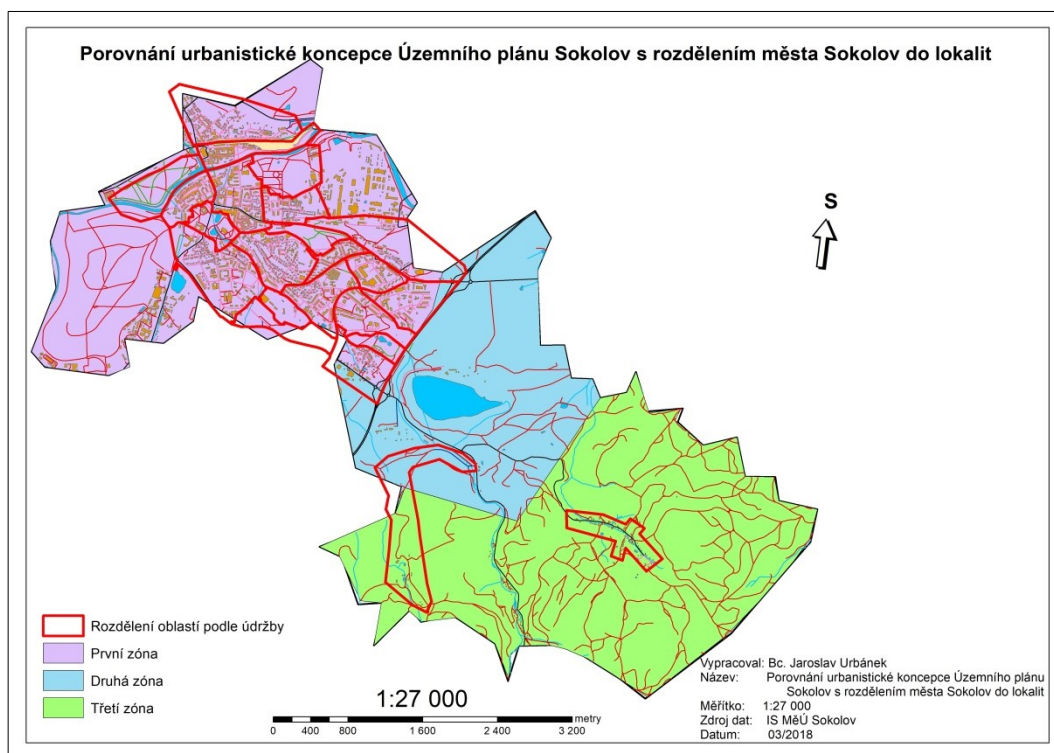 Porovnání urbanistické koncepce Územního plánu Sokolov s rozdělením města Sokolov do lokalit
S
Rozdělení oblastí podle údržby
První zóna
Druhá zóna
Třetí zóna
1:27 000
metry
0 400 800 1 600 2 400 3 200
Vypracoval: Bc. Jaroslav Urbánek
Název: Porovnání urbanistické koncepce Územního plánu
Sokolov s rozdělením města Sokolov do lokalit
Měřítko: 1:27 000
Zdroj dat: IS MěÚ Sokolov
Datum: 03/2018